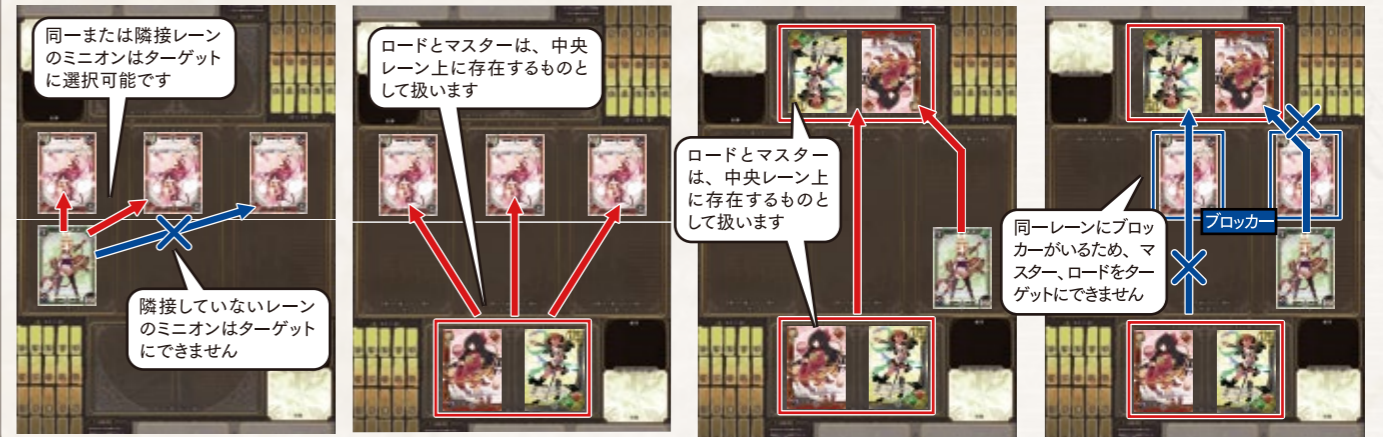 同一または隣接レーン
のミニオンはターゲット
に選択可能です
隣接していないレーン
のミニオンはターゲット
にできません
ロードとマスターは、中央
レーン上に存在するものと
して扱います
ロードとマスター
は、中央レーン上
に存在するものと
して扱います
同一レーンにブロッ
カーがいるため、マ
スター、ロードをター
ゲットにできません
ブロッカー